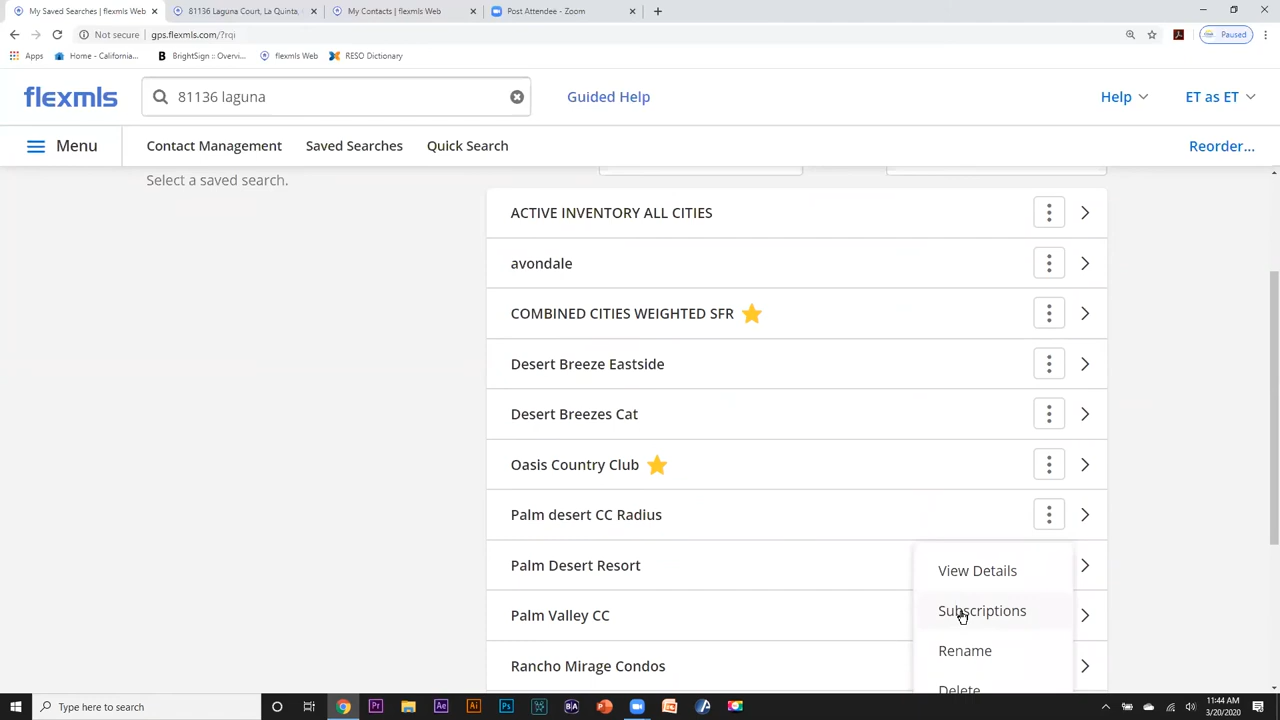 My Saved Searches | flexmls Web
81136 Laguna Court, La Quinta,
My Contacts | flexmls Web
Post Attendee - Zoom
Not secure | gps.flexmls.com/?rqi
Paused
Apps
Home - California...
BrightSign :: Overvi...
flexmls Web
RESO Dictionary
flexmls
81136 laguna
Guided Help
Help
ET as ET
Menu
Contact Management
Saved Searches
Quick Search
Reorder...
Select a saved search.
ACTIVE INVENTORY ALL CITIES
avondale
COMBINED CITIES WEIGHTED SFR
Desert Breeze Eastside
Desert Breezes Cat
Oasis Country Club
Palm desert CC Radius
Palm Desert Resort
View Details
Palm Valley CC
Subscriptions
Rename
Rancho Mirage Condos
Delete
Type here to search
11:44 AM
3/20/2020